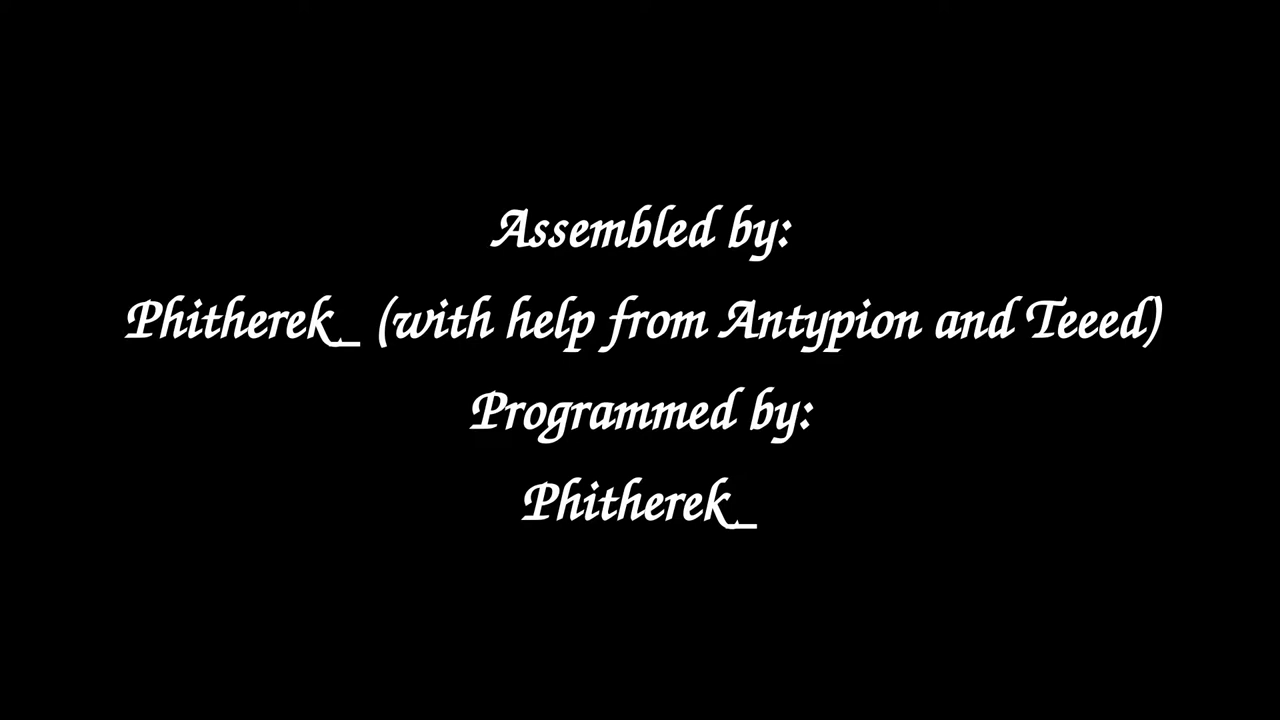 Assembled by:
Phitherek_ (with help from Antypion and Teeed)
Programmed by:
Phitherek_